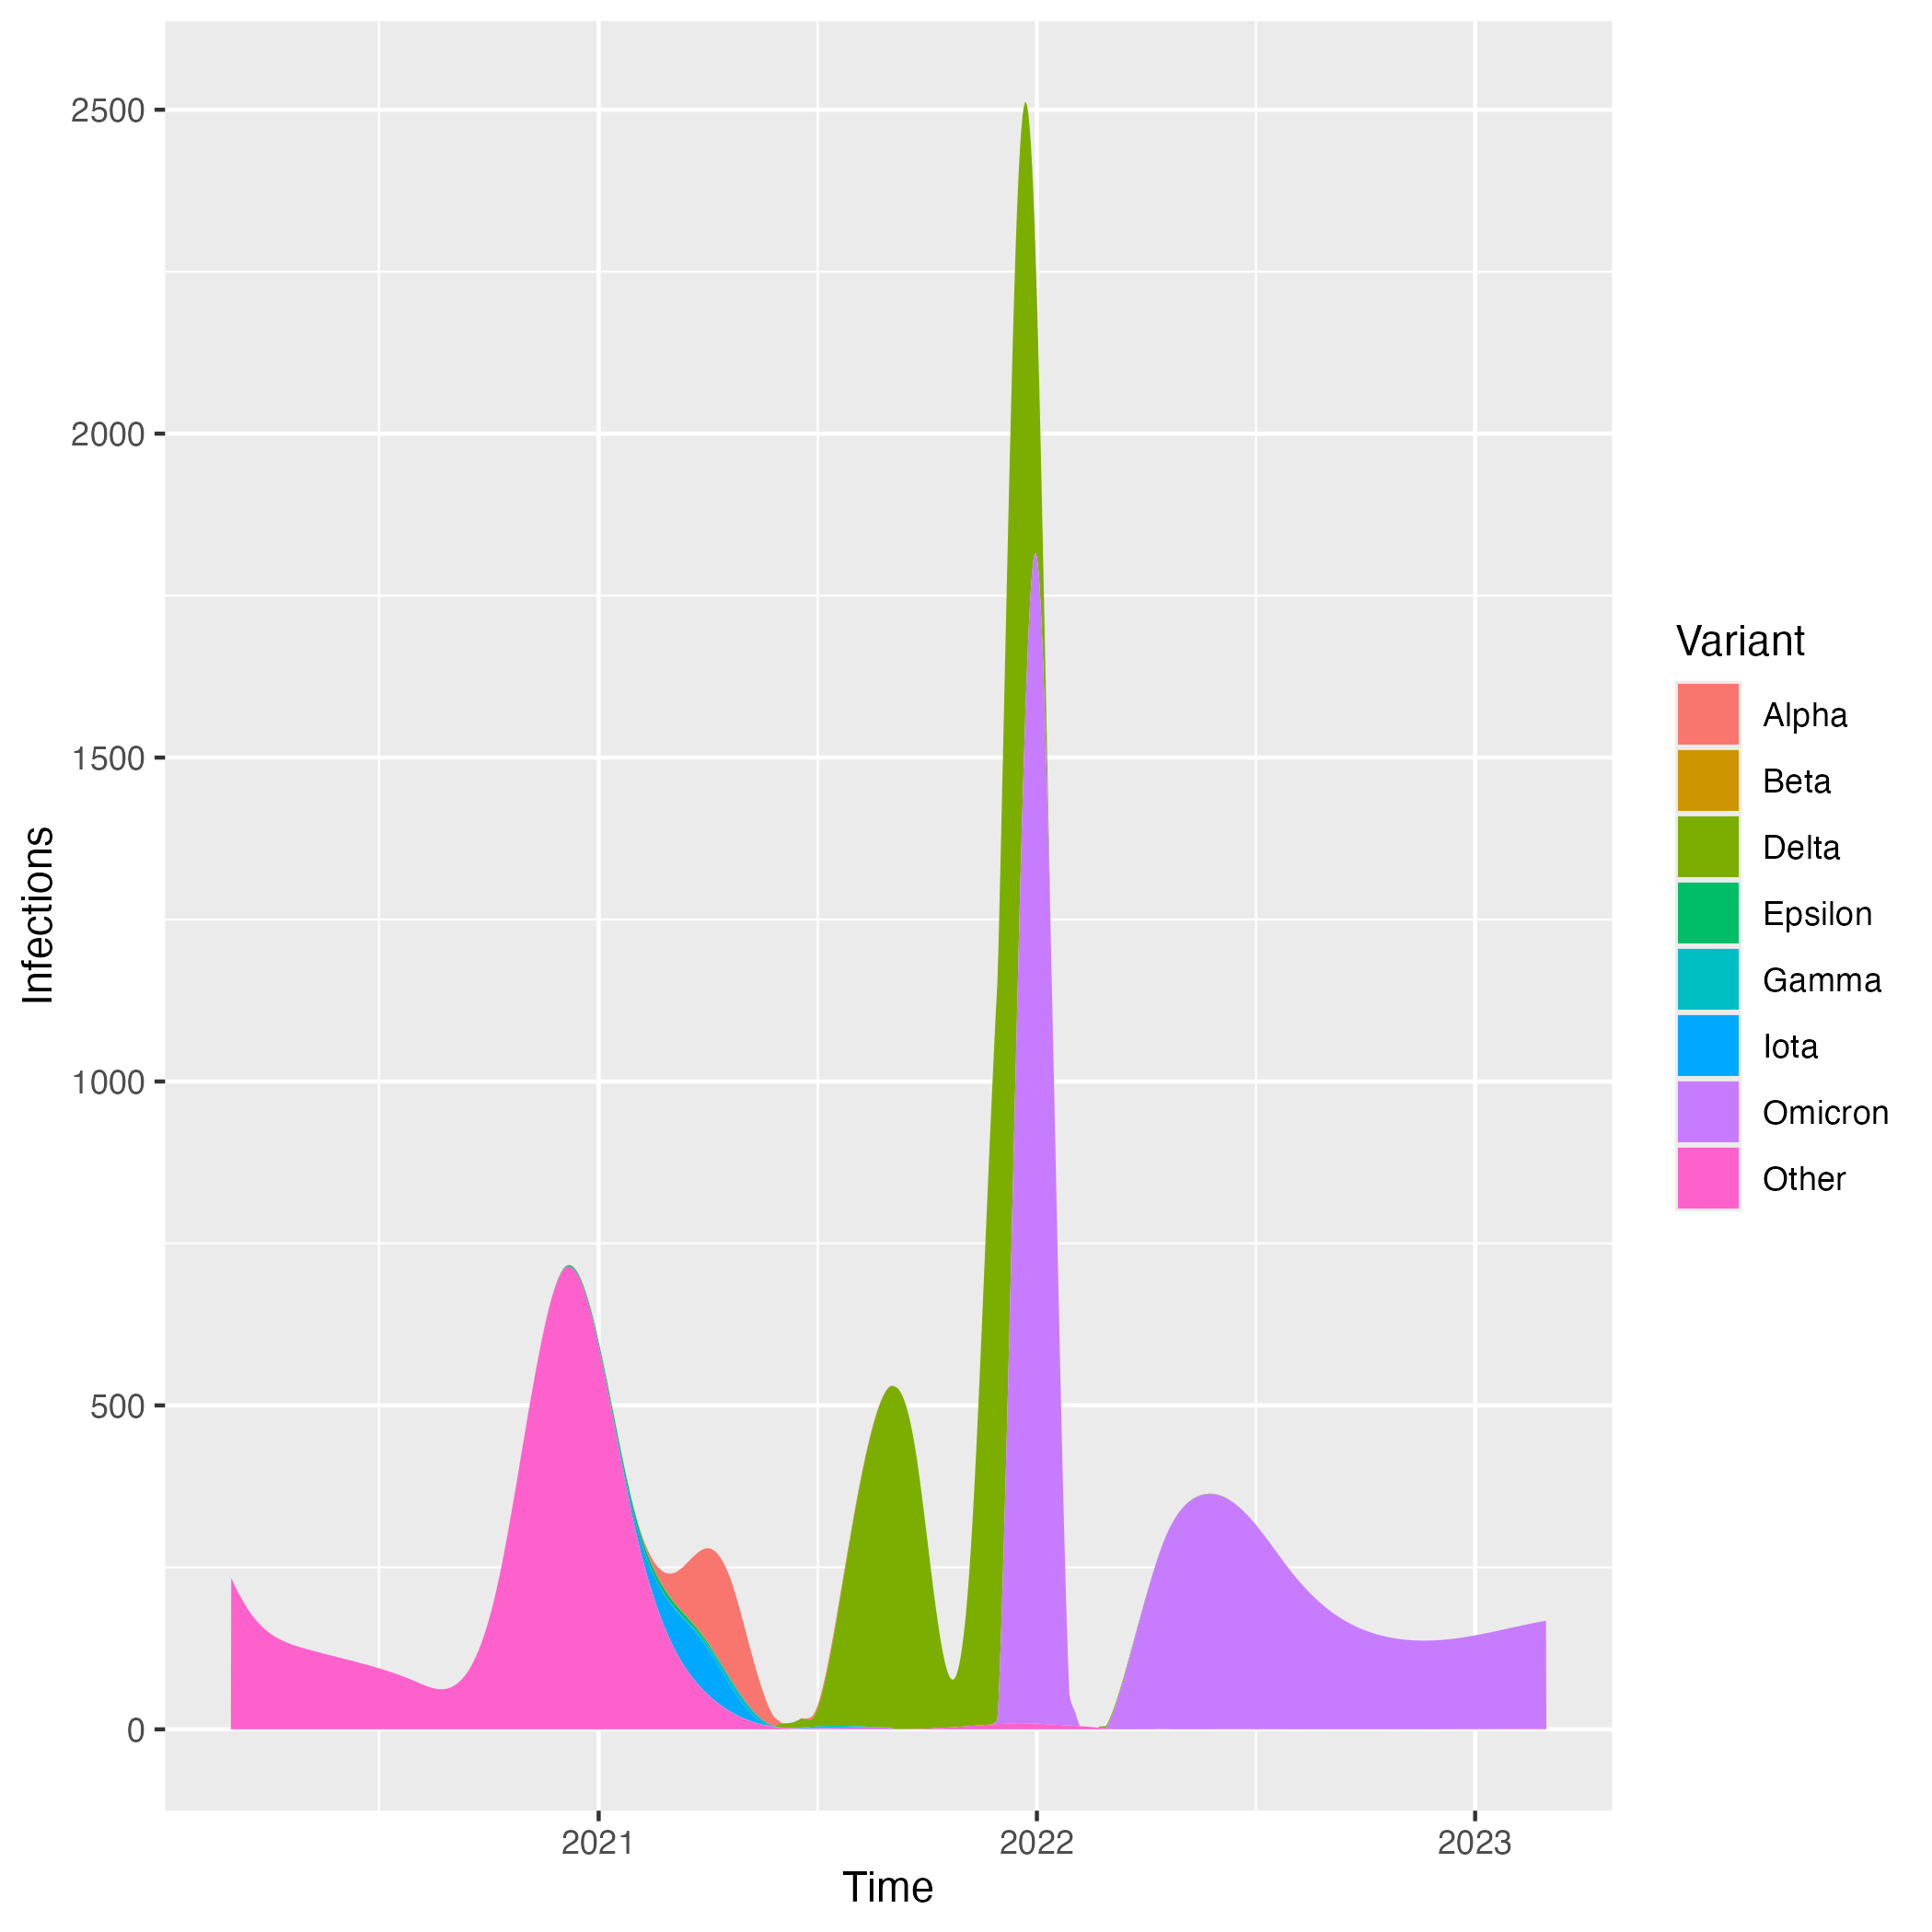 2500
2000
1500
1000
500
0
Infections
2021
2022
2023
Time
Variant
Alpha
Beta
Delta
Epsilon
Gamma
Iota
Omicron
Other